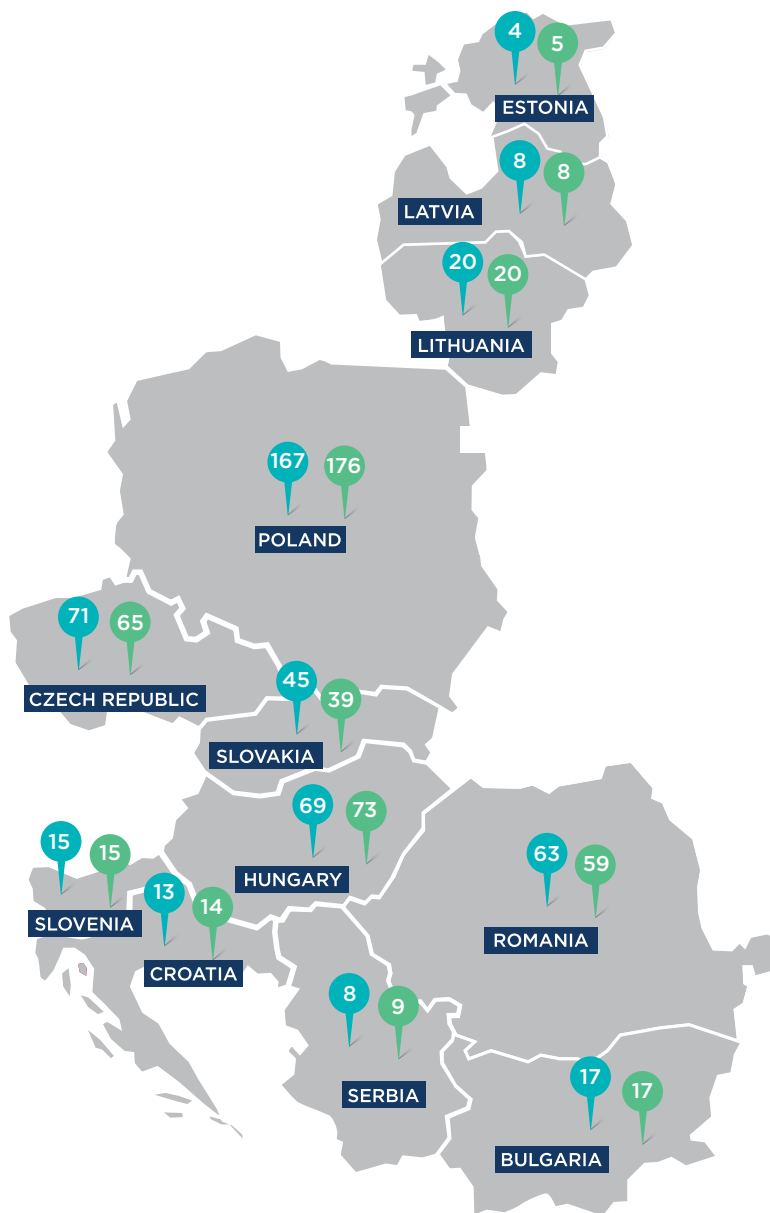 4
5
ESTONIA
8
8
LATVIA
20
20
LITHUANIA
167
176
POLAND
71
65
CZECH REPUBLIC
45
39
SLOVAKIA
69
73
HUNGARY
15
15
SLOVENIA
13
14
CROATIA
63
59
ROMANIA
8
9
SERBIA
17
17
BULGARIA